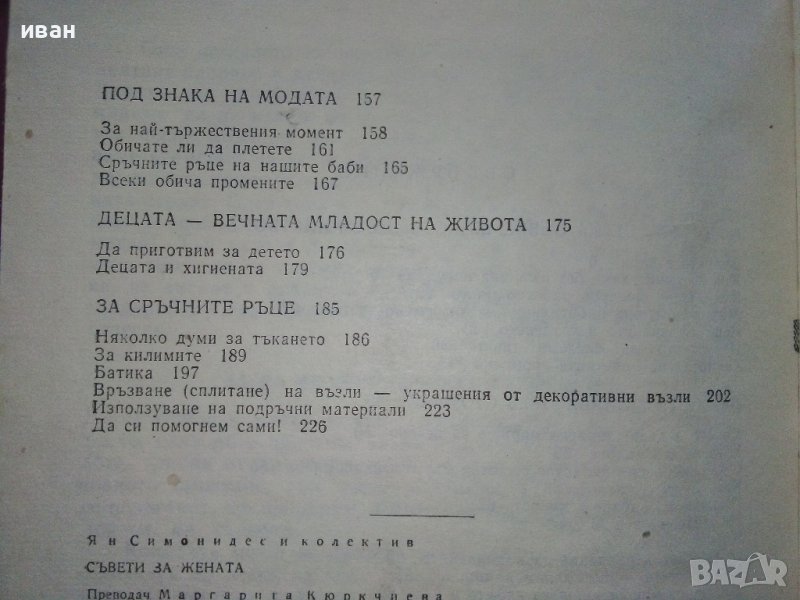 иван
ПОД ЗНАКА НА МОДАТА 157
За най-тържествения момент 158
Обичате ли да плетете 161
Сръчните ръце на нашите баби 165
Всеки обича промените 167
ДЕЦАТА — ВЕЧНАТА МЛАДОСТ НА ЖИВОТА 175
Да приготвим за детето 176
Децата и хигиената 179
ЗА СРЪЧНИТЕ РЪЦЕ 185
Няколко думи за тъкането 186
За килимите 189
Батика 197
Връзване (сплитане) на възли — украшения от декоративни възли 202
Използуване на подръчни материали 223
Да си помогнем сами! 226
Ян Симонидес и колектив
СЪВЕТИ ЗА ЖЕНАТА
Преводач Маргарита Кюркчиева
BAZAR